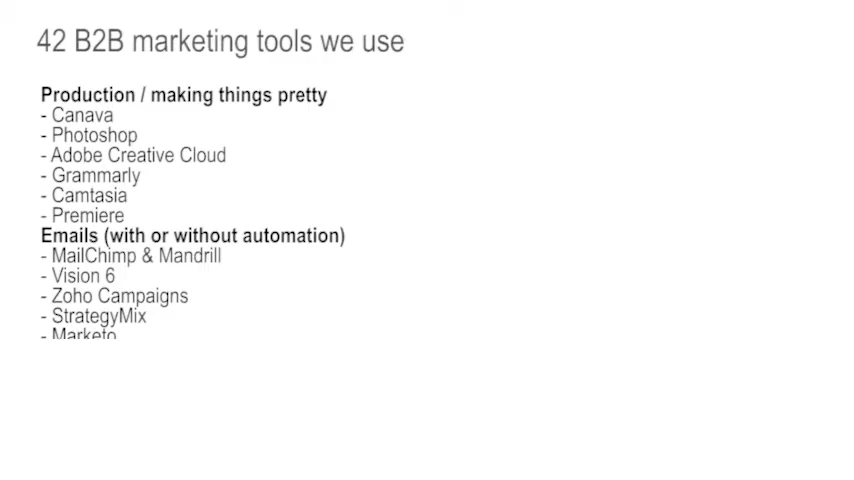 42 B2B marketing tools we use
Production / making things pretty
- Canava
- Photoshop
- Adobe Creative Cloud
- Grammarly
- Camtasia
- Premiere
Emails (with or without automation)
- MailChimp & Mandrill
- Vision 6
- Zoho Campaigns
- StrategyMix
- Marketo